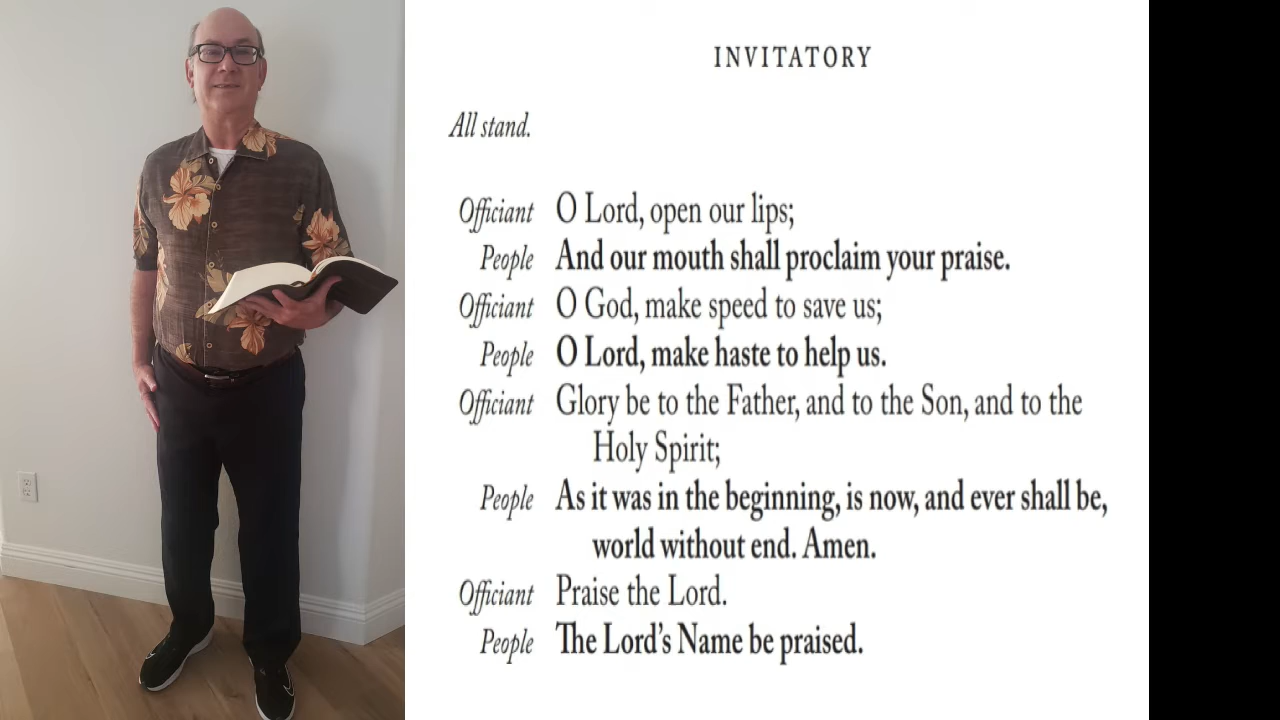 INVITATORY
All stand.
Officiant O Lord, open our lips;
People And our mouth shall proclaim your praise.
Officiant O God, make speed to save us;
People O Lord, make haste to help us.
Officiant Glory be to the Father, and to the Son, and to the
Holy Spirit;
People As it was in the beginning, is now, and ever shall be,
world without end. Amen.
Officiant Praise the Lord.
People The Lord’s Name be praised.